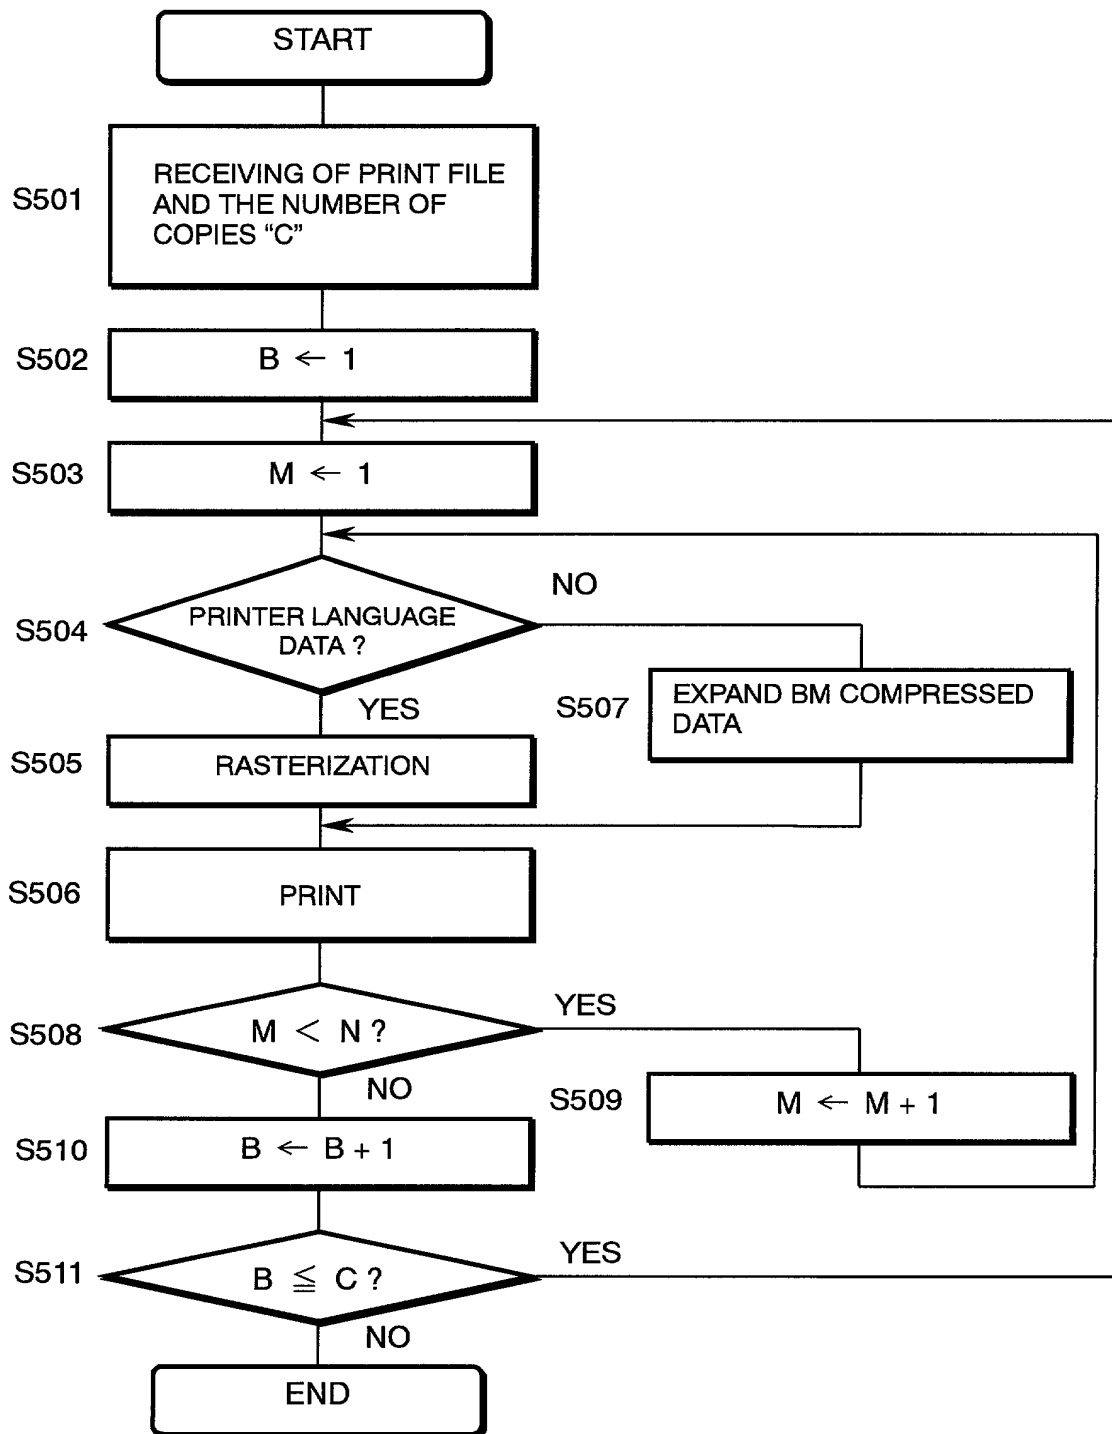 START
S501
RECEIVING OF PRINT FILE
AND THE NUMBER OF
COPIES “C”
S502
B ← 1
S503
M ← 1
S504
PRINTER LANGUAGE
DATA ?
NO
YES
S507
EXPAND BM COMPRESSED
DATA
S505
RASTERIZATION
S506
PRINT
S508
M < N ?
YES
NO
S509
M ← M + 1
S510
B ← B + 1
S511
B ≦ C ?
YES
NO
END